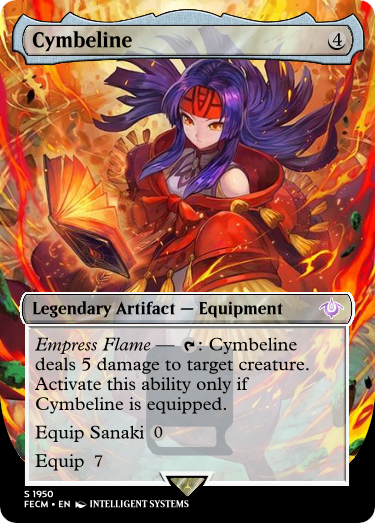 Cymbeline 4
Legendary Artifact — Equipment
Empress Flame — : Cymbeline
deals 5 damage to target creature.
Activate this ability only if
Cymbeline is equipped.
Equip Sanaki 0
Equip 7
S 1950
FECM • EN INTELLIGENT SYSTEMS